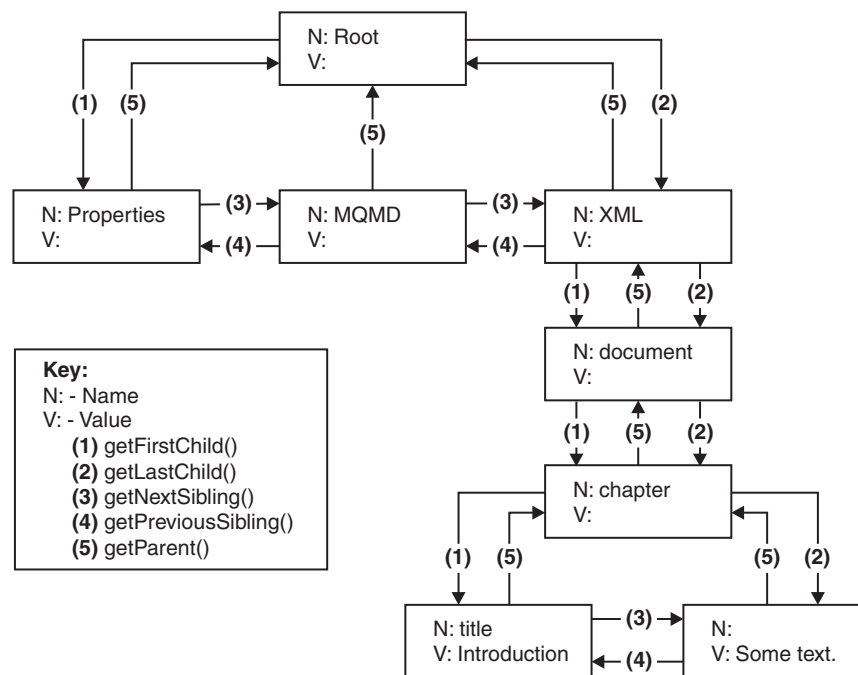 N: Root
V:
(1)
(5)
(5)
(5)
(2)
N: Properties
V:
(3)
(4)
N: MQMD
V:
(3)
(4)
N: XML
V:
(1)
(5)
(2)
N: document
V:
(1)
(5)
(2)
Key:
N: - Name
V: - Value
(1) getFirstChild()
(2) getLastChild()
(3) getNextSibling()
(4) getPreviousSibling()
(5) getParent()
N: chapter
V:
(1)
(5)
(5)
(2)
N: title
V: Introduction
(3)
(4)
N:
V: Some text.